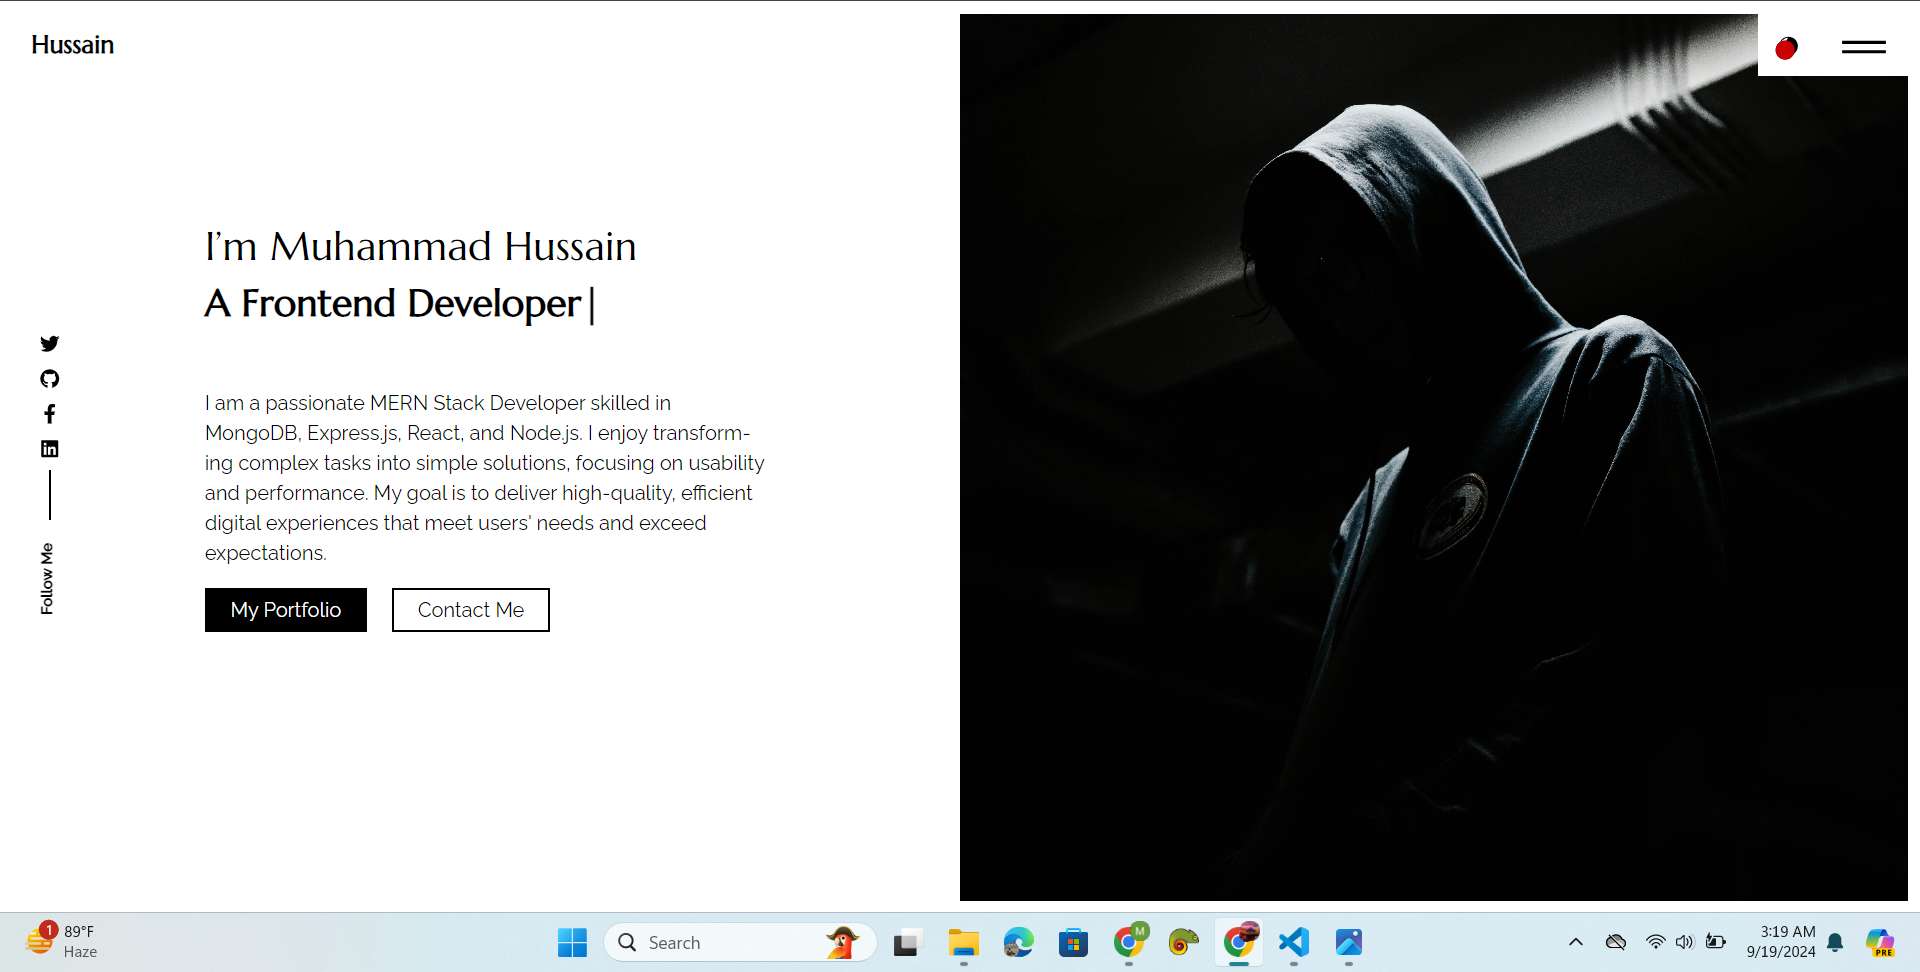 Hussain
I'm Muhammad Hussain
A Frontend Developer|
I am a passionate MERN Stack Developer skilled in
MongoDB, Express.js, React, and Node.js. I enjoy transform-
ing complex tasks into simple solutions, focusing on usability
and performance. My goal is to deliver high-quality, efficient
digital experiences that meet users' needs and exceed
expectations.
My Portfolio
Contact Me
Follow Me
1
89°F
Haze
Search
M
3:19 AM
9/19/2024
PRE